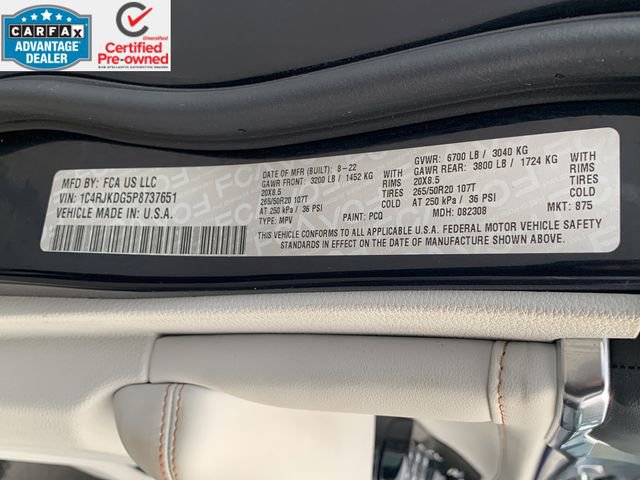 CARFAX
ADVANTAGE
DEALER
Certified
Pre-owned
MFD BY: FCA US LLC
VIN: 1C4RJKDG5P8737651
VEHICLE MADE IN U.S.A.
DATE OF MFR (BUILT): 8-22
GAWR FRONT: 3200 LB / 1452 KG WITH
20X8.5 RIMS
265/50R20 107T TIRES
AT 250 kPa / 36 PSI COLD
TYPE: MPV PAINT: PCQ
GVWR: 6700 LB / 3040 KG
GAWR REAR: 3800 LB / 1724 KG WITH
20X8.5 RIMS
265/50R20 107T TIRES
AT 250 kPa / 36 PSI COLD
MDH: 082308 MKT: 875
THIS VEHICLE CONFORMS TO ALL APPLICABLE U.S.A. FEDERAL MOTOR VEHICLE SAFETY
STANDARDS IN EFFECT ON THE DATE OF MANUFACTURE SHOWN ABOVE.